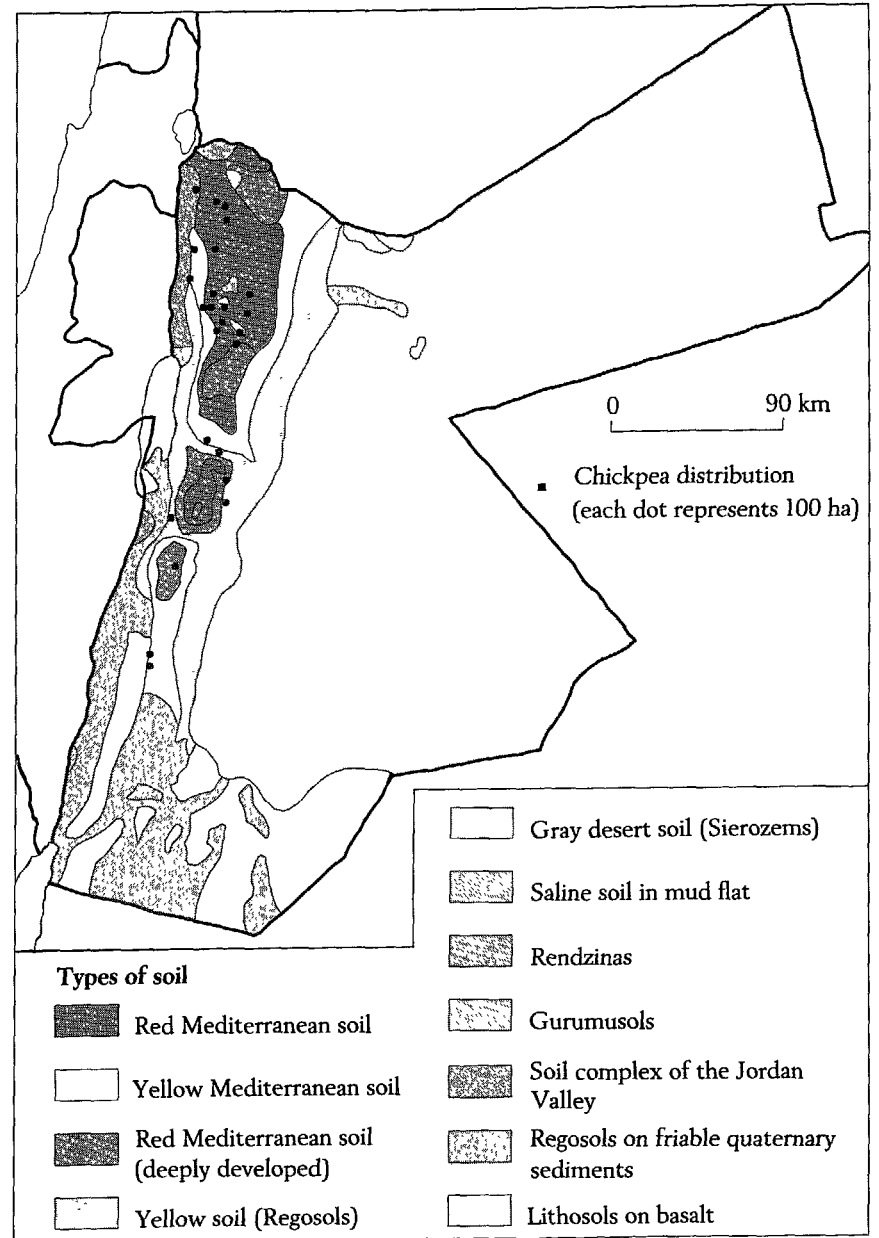 0 90 km
Chickpea distribution
(each dot represents 100 ha)
Types of soil
Red Mediterranean soil
Yellow Mediterranean soil
Red Mediterranean soil
(deeply developed)
Yellow soil (Regosols)
Gray desert soil (Sierozems)
Saline soil in mud flat
Rendzinas
Gurumusols
Soil complex of the Jordan
Valley
Regosols on friable quaternary
sediments
Lithosols on basalt